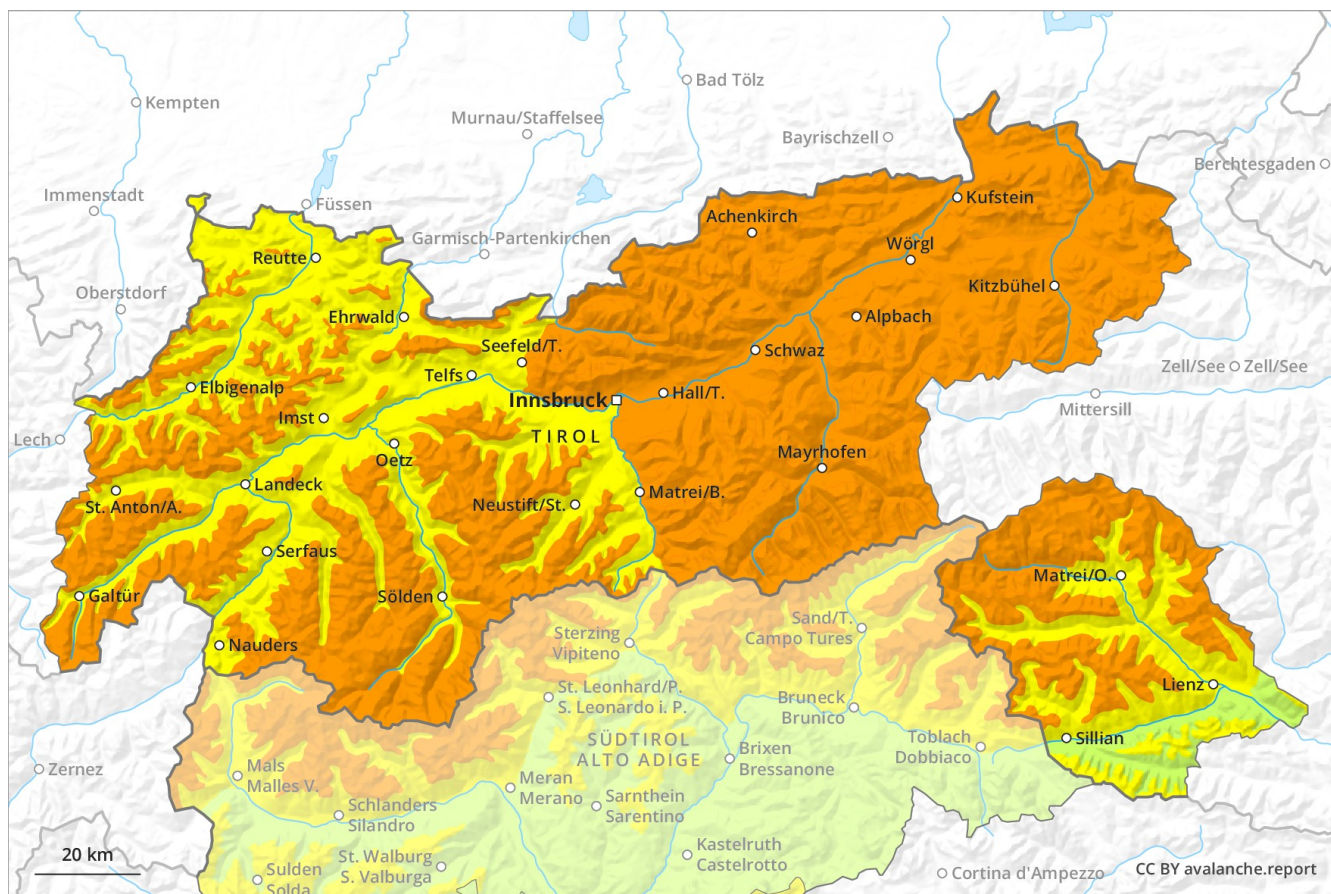 Bad Tölz
Kempten
Murnau/Staffelsee
Bayrischzell
Berchtesgaden
Immenstadt
Füssen
Kufstein
Achenkirch
Garmisch-Partenkirchen
Wörgl
Reutte
Kitzbühel
Oberstdorf
Ehrwald
Alpbach
Seefeld/T.
Schwaz
Zell/See
Zell/See
Telfs
Elbigenalp
Hall/T.
Innsbruck
Mittersill
Imst
TIROL
Lech
Oetz
Mayrhofen
Landeck
St. Anton/A.
Neustift/St.
Matrei/B.
Serfaus
Matrei/O.
Galtür
Sölden
Sand/T.
Campo Tures
Sterzing
Vipiteno
Nauders
Lienz
St. Leonhard/P.
S. Leonardo i. P.
Bruneck
Brunico
SÜDTIROL
ALTO ADIGE
Sillian
Toblach
Dobbiaco
Brixen
Bressanone
Zernez
Mals
Malles V.
Meran
Merano
Sarnthein
Sarentino
Schlanders
Silandro
20 km
Kastelruth
Castelrotto
St. Walburg
S. Valburga
Sulden
Solda
Cortina d'Ampezzo
CC BY avalanche.report